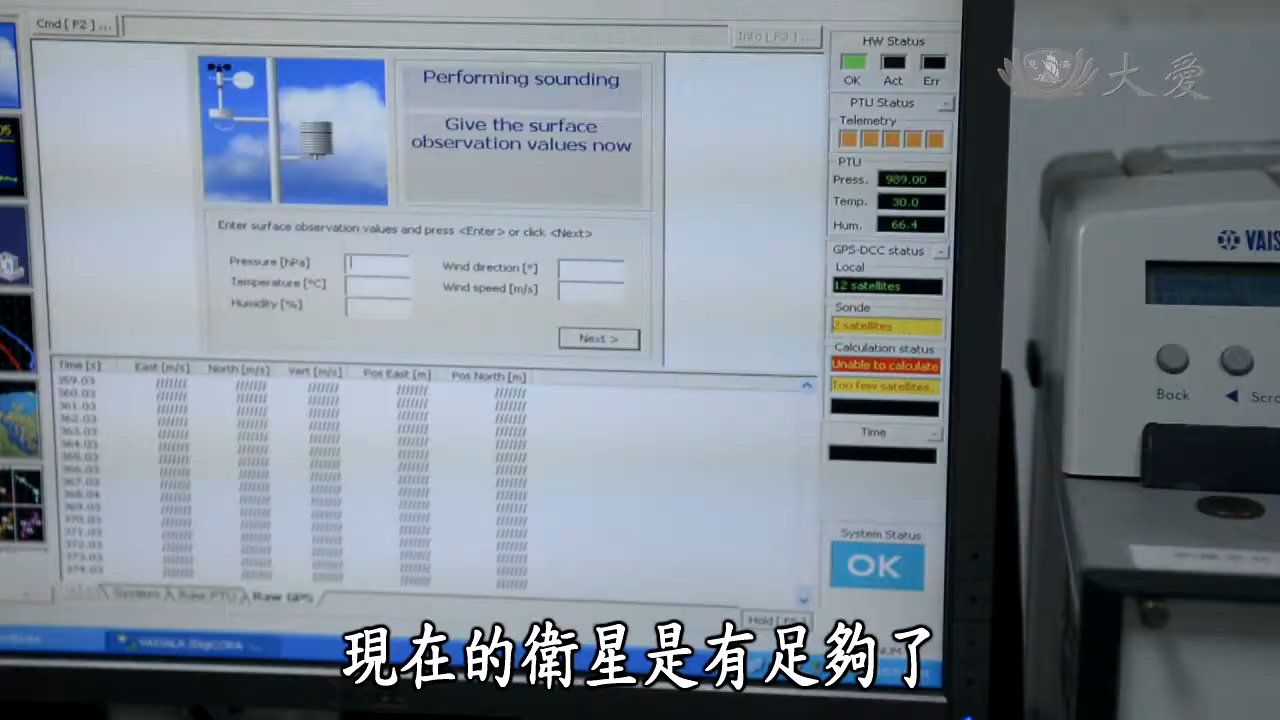 Cmd [ F2 ] ...
Info [ F2 ] ...
大愛
Performing sounding
Give the surface
observation values now
Enter surface observation values and press <Enter> or click <Next>
Pressure [hPa]
Temperature [°C]
Humidity [%]
Wind direction [°]
Wind speed [m/s]
Next >
HW Status
OK Act Err
PTU Status
Telemetry
PTU
Press. 989.00
Temp. 30.0
Hum. 66.4
GPS-DCC status
Local
12 satellites
Sonde
2 satellites
Calculation status
Unable to calculate
Too few satellites.
Time
System Status
OK
Time [s] East [m/s] North [m/s] Vert [m/s] Pos East [m] Pos North [m]
359.03 ////// ////// ////// ////// //////
360.03 ////// ////// ////// ////// //////
361.03 ////// ////// ////// ////// //////
362.03 ////// ////// ////// ////// //////
363.03 ////// ////// ////// ////// //////
364.03 ////// ////// ////// ////// //////
365.03 ////// ////// ////// ////// //////
366.03 ////// ////// ////// ////// //////
367.03 ////// ////// ////// ////// //////
368.04 ////// ////// ////// ////// //////
369.03 ////// ////// ////// ////// //////
370.03 ////// ////// ////// ////// //////
371.03 ////// ////// ////// ////// //////
372.03 ////// ////// ////// ////// //////
373.03 ////// ////// ////// ////// //////
374.03 ////// ////// ////// ////// //////
System Raw PTU Raw GPS
VAIS
Back ◀ Scro
現在的衛星是有足夠了